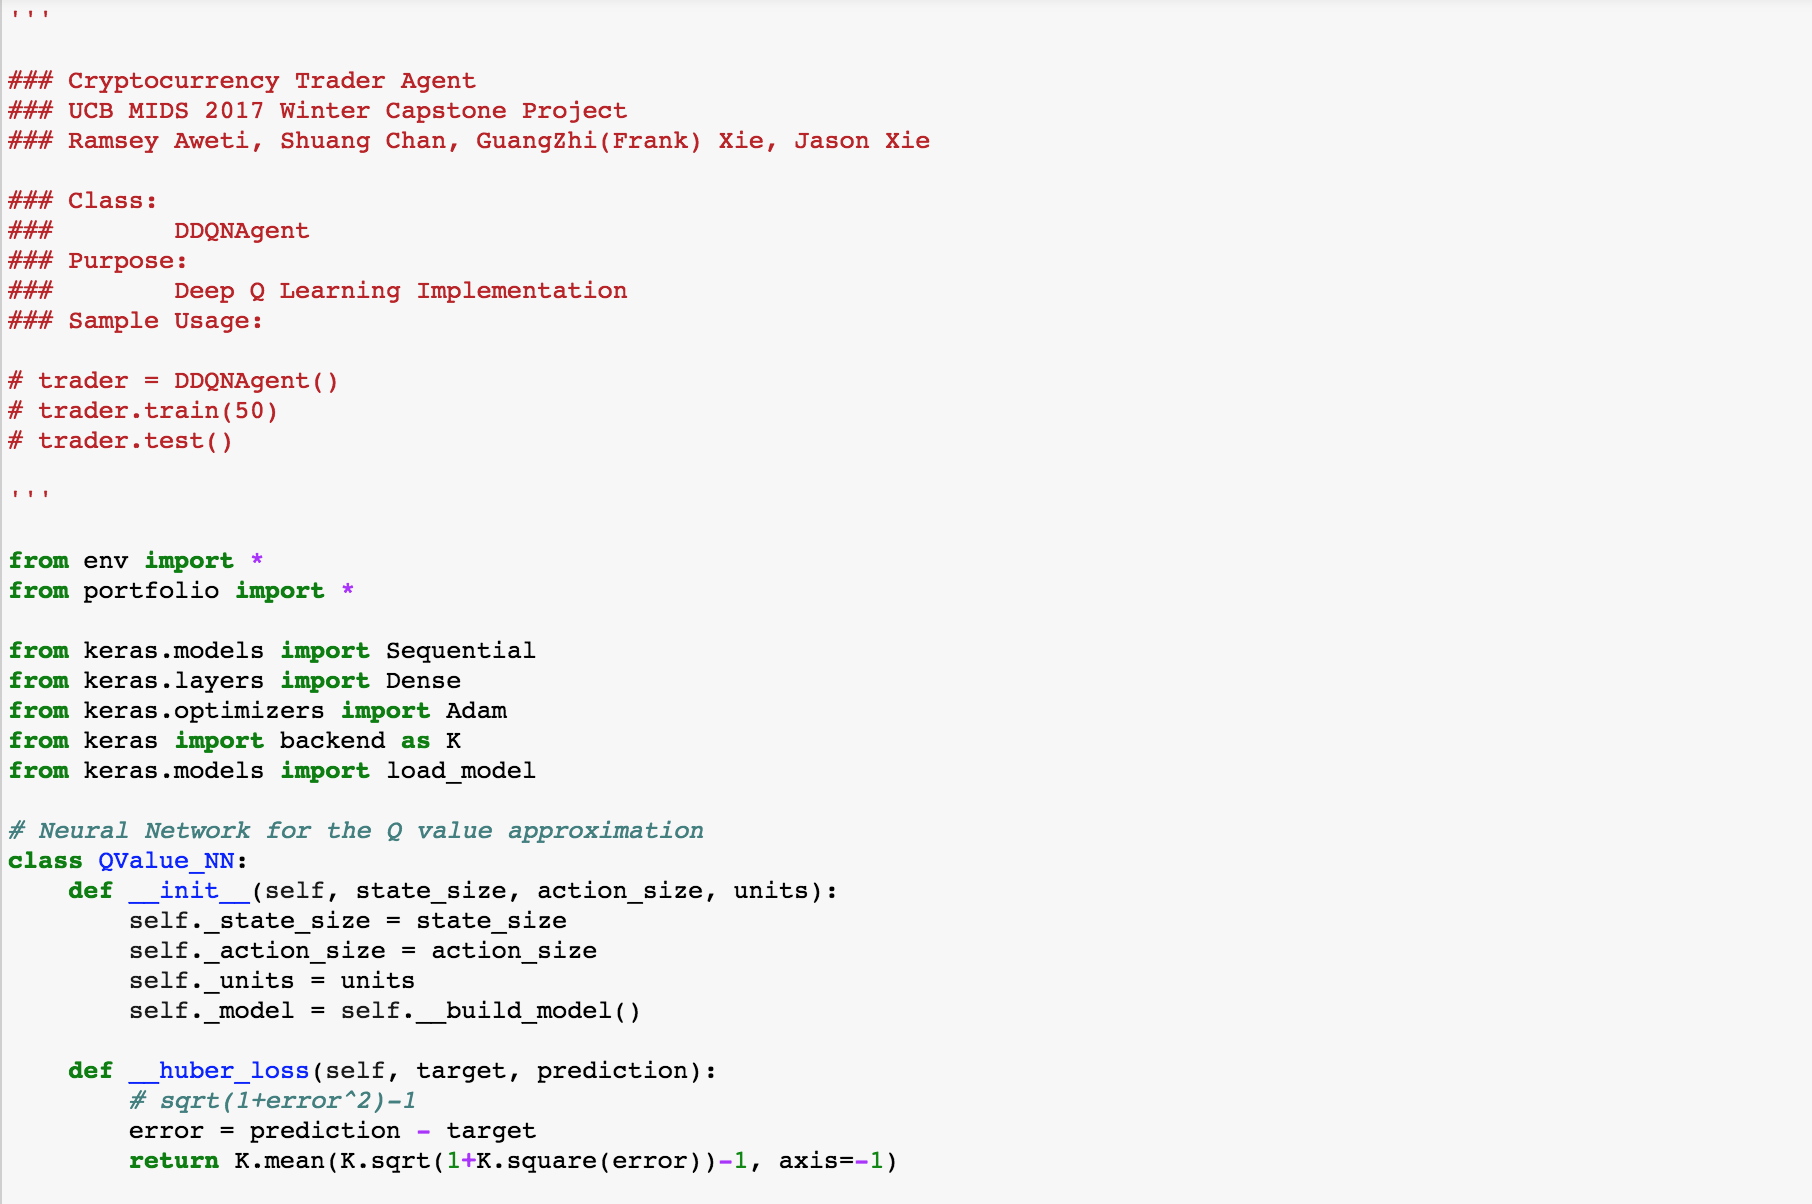 '''
### Cryptocurrency Trader Agent
### UCB MIDS 2017 Winter Capstone Project
### Ramsey Aweti, Shuang Chan, GuangZhi(Frank) Xie, Jason Xie
### Class:
###        DDQNAgent
### Purpose:
###        Deep Q Learning Implementation
### Sample Usage:
# trader = DDQNAgent()
# trader.train(50)
# trader.test()
'''
from env import *
from portfolio import *
from keras.models import Sequential
from keras.layers import Dense
from keras.optimizers import Adam
from keras import backend as K
from keras.models import load_model
# Neural Network for the Q value approximation
class QValue_NN:
    def __init__(self, state_size, action_size, units):
        self._state_size = state_size
        self._action_size = action_size
        self._units = units
        self._model = self.__build_model()
    def __huber_loss(self, target, prediction):
        # sqrt(1+error^2)-1
        error = prediction - target
        return K.mean(K.sqrt(1+K.square(error))-1, axis=-1)